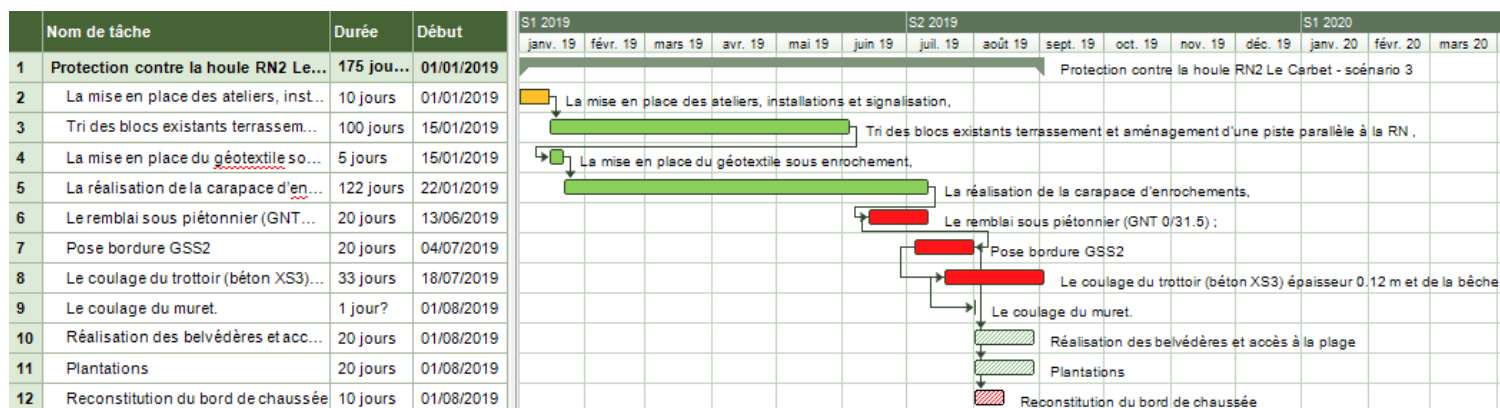 Nom de tâche Durée Début S1 2019 S2 2019 S1 2020
janv. 19 févr. 19 mars 19 avr. 19 mai 19 juin 19 juil. 19 août 19 sept. 19 oct. 19 nov. 19 déc. 19 janv. 20 févr. 20 mars 20
1 Protection contre la houle RN2 Le... 175 jou... 01/01/2019 Protection contre la houle RN2 Le Carbet - scénario 3
2 La mise en place des ateliers, inst... 10 jours 01/01/2019 La mise en place des ateliers, installations et signalisation,
3 Tri des blocs existants terrassem... 100 jours 15/01/2019 Tri des blocs existants terrassement et aménagement d'une piste parallèle à la RN ,
4 La mise en place du géotextile so... 5 jours 15/01/2019 La mise en place du géotextile sous enrochement,
5 La réalisation de la carapace d'en... 122 jours 22/01/2019 La réalisation de la carapace d'enrochements,
6 Le remblai sous piétonnier (GNT... 20 jours 13/06/2019 Le remblai sous piétonnier (GNT 0/31.5) ;
7 Pose bordure GSS2 20 jours 04/07/2019 Pose bordure GSS2
8 Le coulage du trottoir (béton XS3)... 33 jours 18/07/2019 Le coulage du trottoir (béton XS3) épaisseur 0.12 m et de la bêche
9 Le coulage du muret. 1 jour? 01/08/2019 Le coulage du muret.
10 Réalisation des belvédères et acc... 20 jours 01/08/2019 Réalisation des belvédères et accès à la plage
11 Plantations 20 jours 01/08/2019 Plantations
12 Reconstitution du bord de chaussée 10 jours 01/08/2019 Reconstitution du bord de chaussée